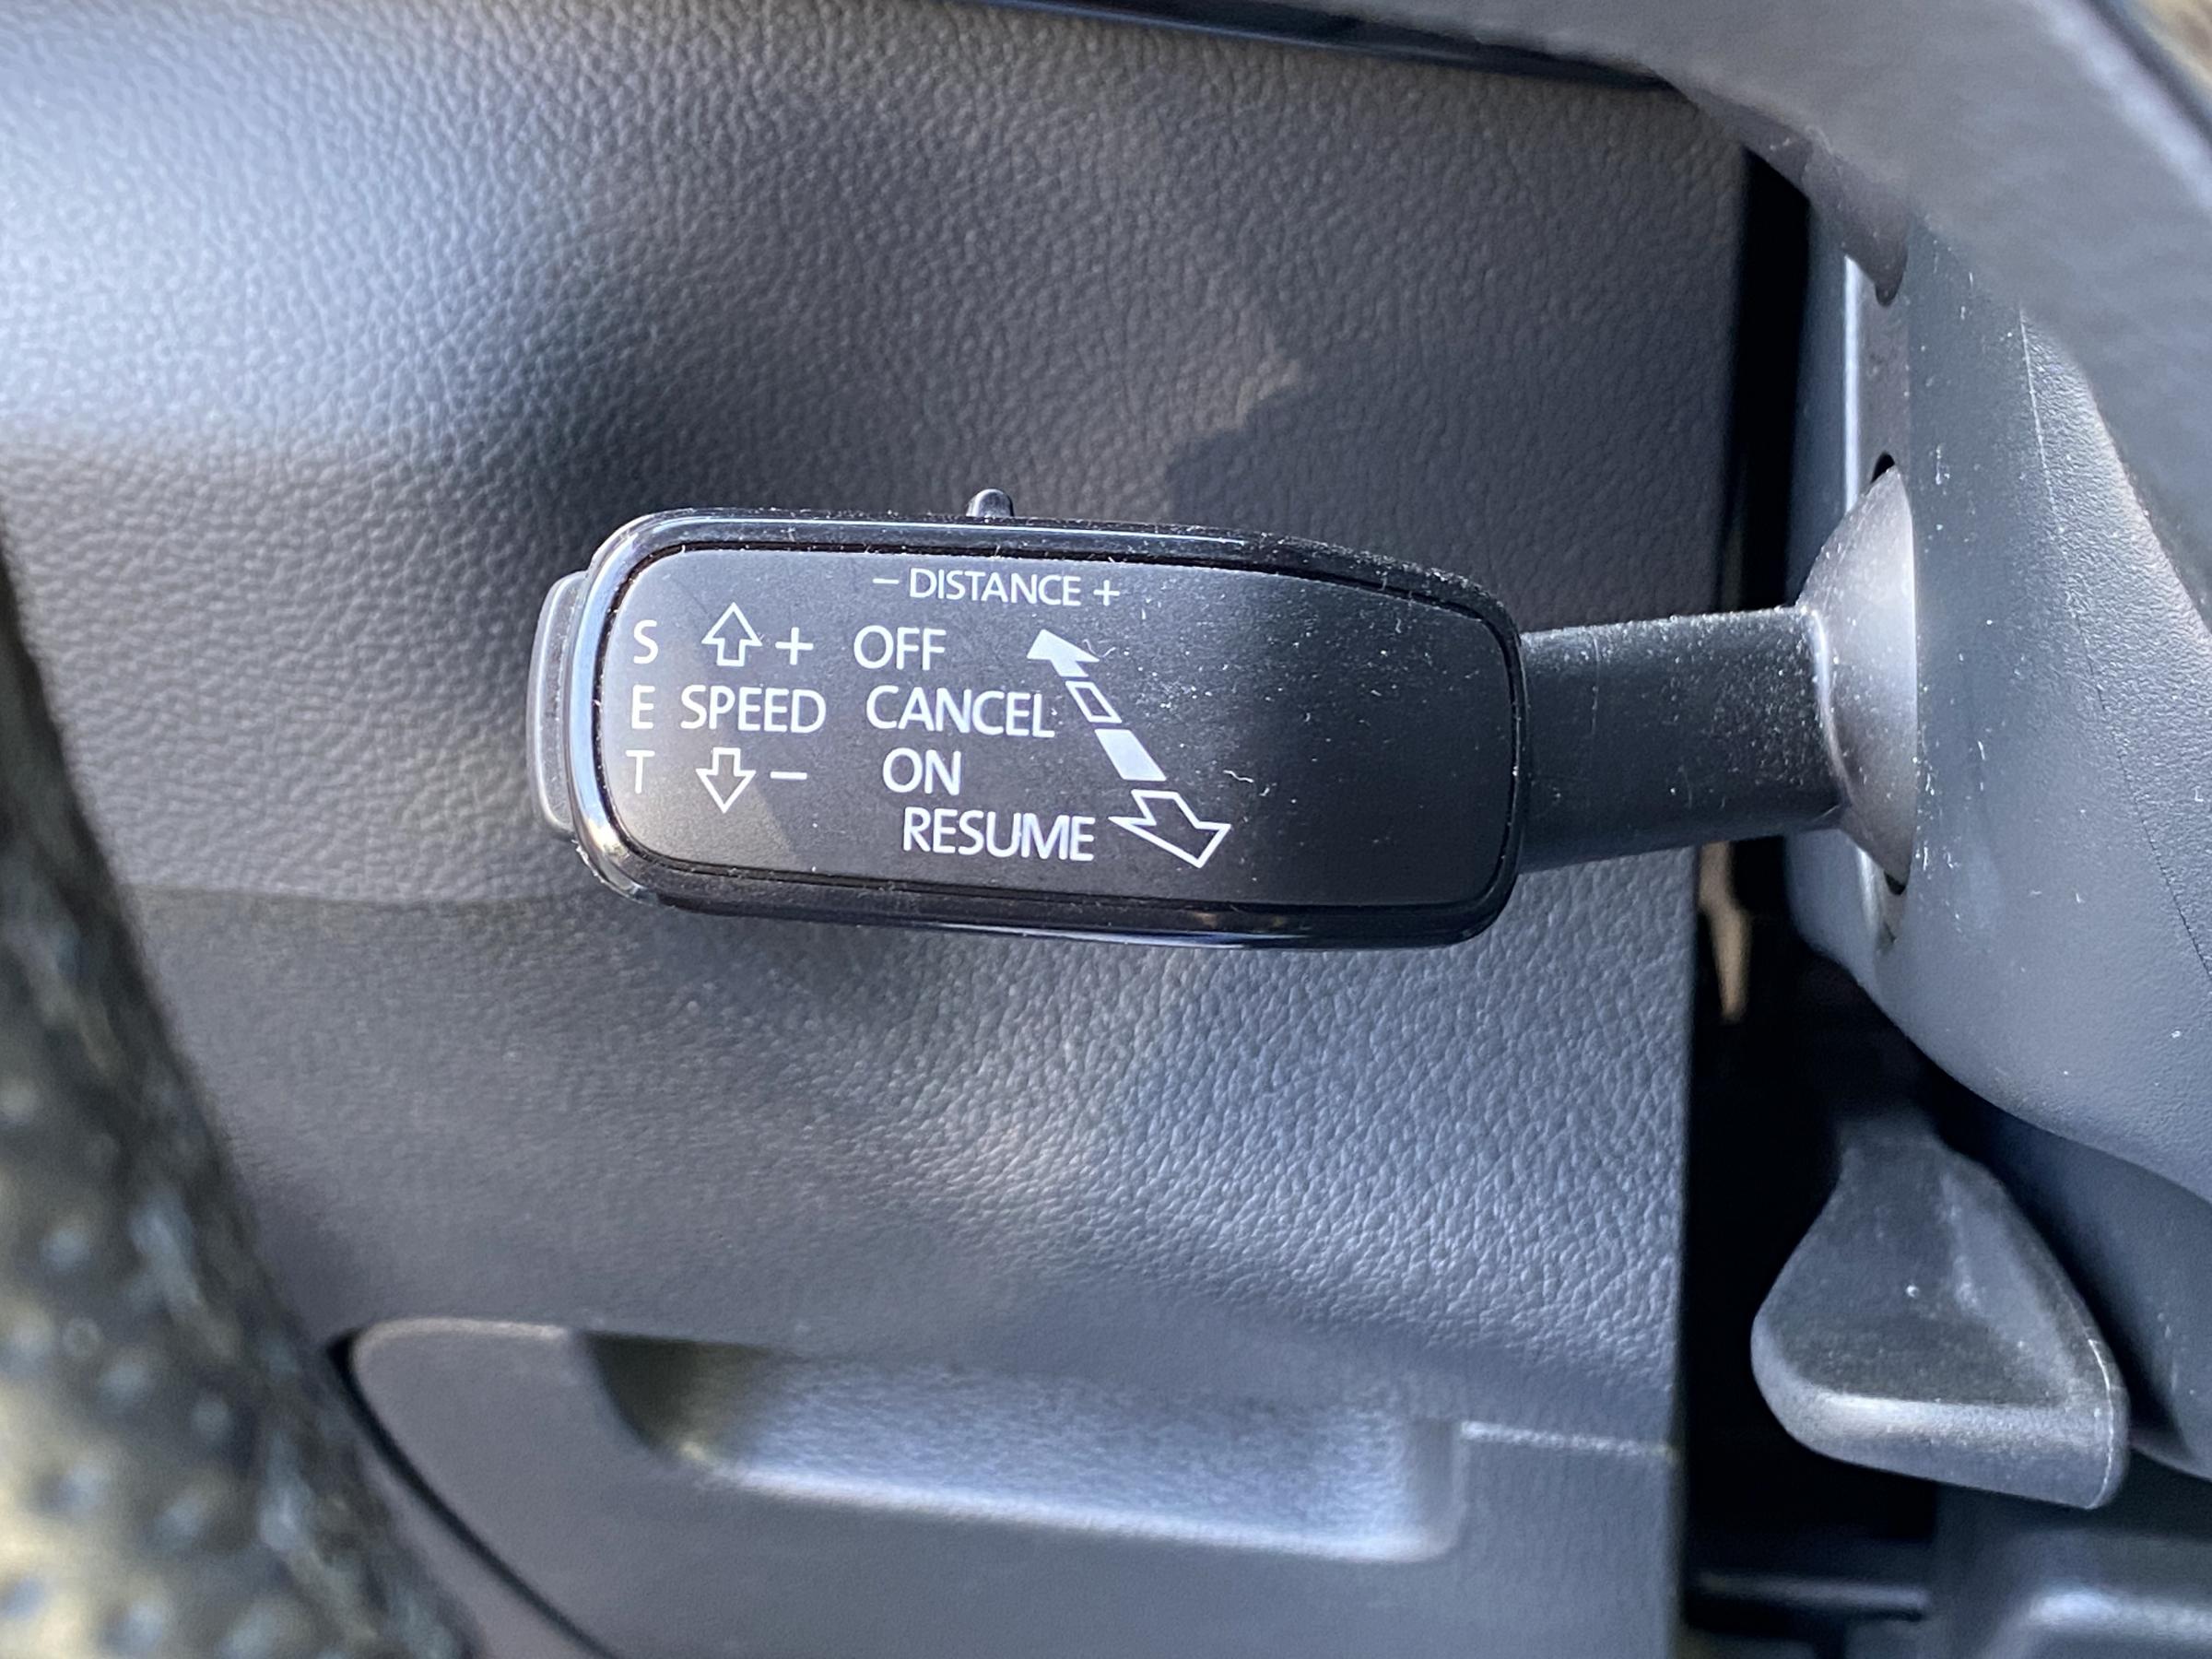 – DISTANCE +
S + OFF
E SPEED CANCEL
T – ON
RESUME